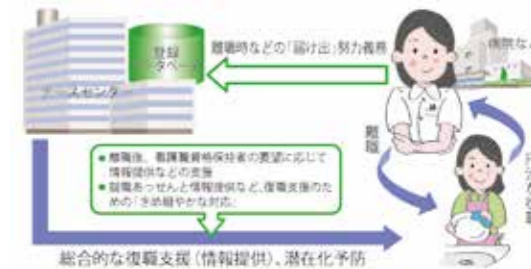 登録
データベース
ナースセンター
離職時などの「届け出」努力義務
病院な
離職
● 離職後、看護職資格保持者の要望に応じて
情報提供などの支援
● 就職あっせんと情報提供など、復職支援のた
めの「きめ細やかな対応」
復職
総合的な復職支援（情報提供）、潜在化予防